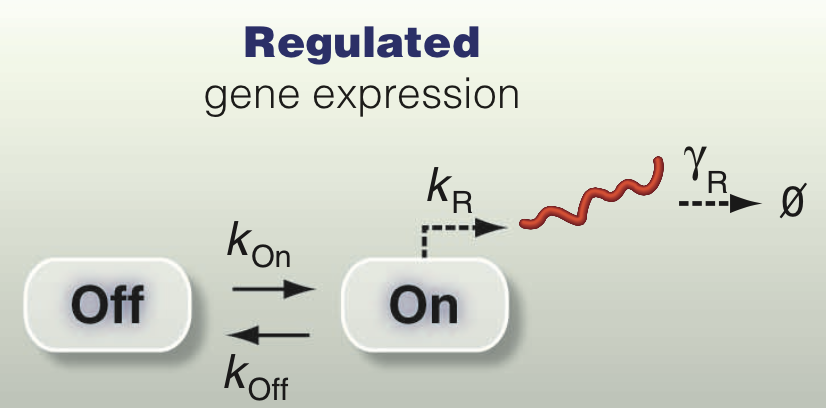 Regulated
gene expression
k_R
γ_R
Ø
k_On
Off
On
k_Off